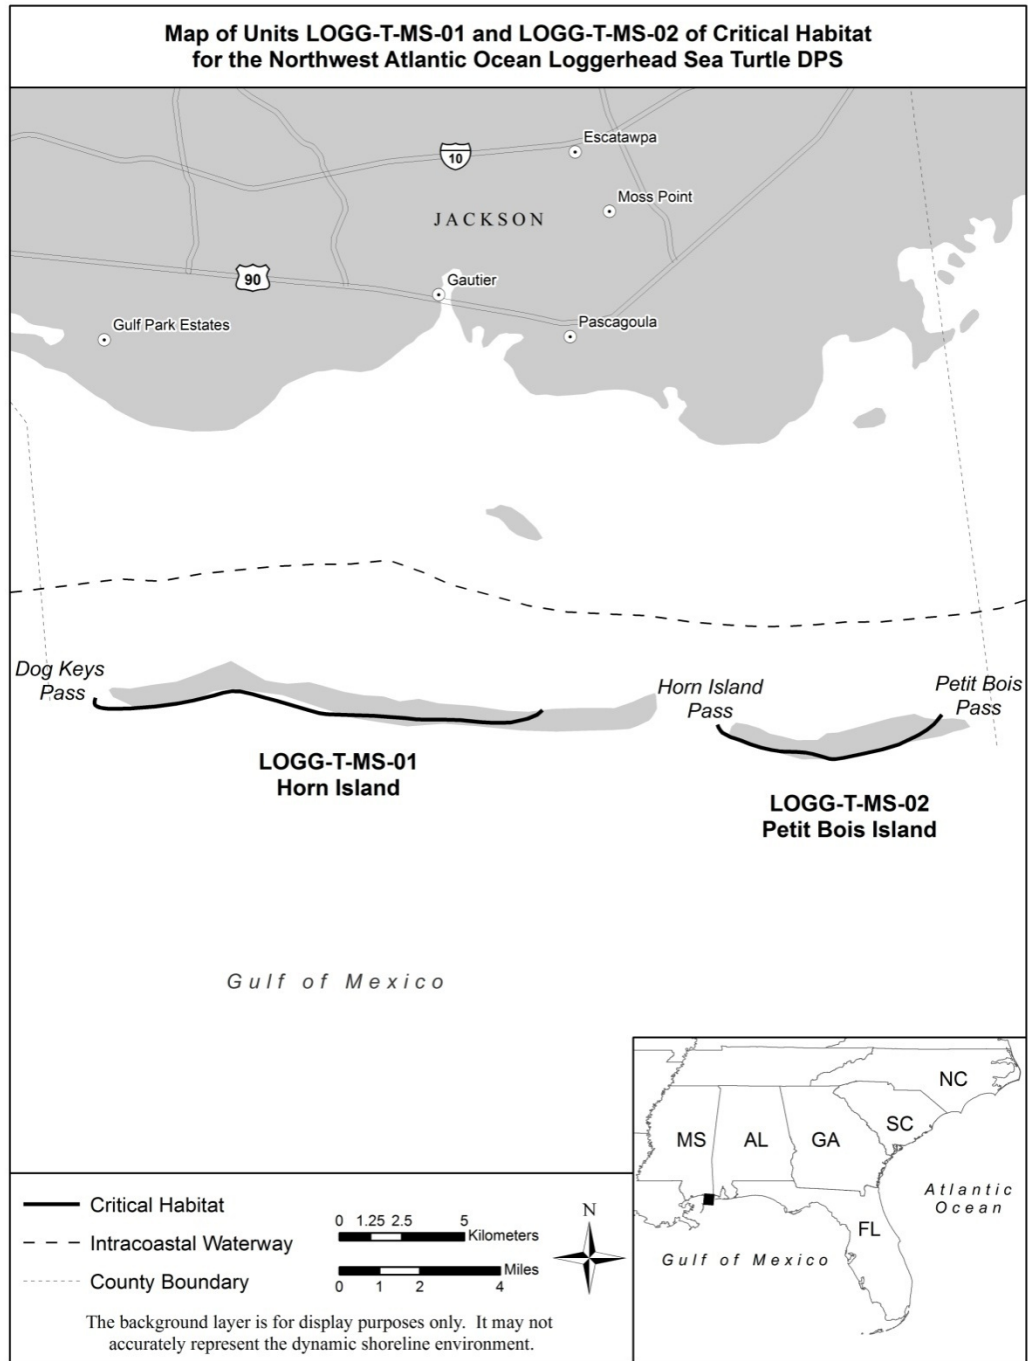 Map of Units LOGG-T-MS-01 and LOGG-T-MS-02 of Critical Habitat
for the Northwest Atlantic Ocean Loggerhead Sea Turtle DPS
Escatawpa
10
Moss Point
JACKSON
90
Gautier
Gulf Park Estates
Pascagoula
Dog Keys
Pass
Horn Island
Pass
Petit Bois
Pass
LOGG-T-MS-01
Horn Island
LOGG-T-MS-02
Petit Bois Island
Gulf of Mexico
NC
SC
MS
AL
GA
Atlantic
Ocean
FL
Gulf of Mexico
Critical Habitat
Intracoastal Waterway
County Boundary
0 1.25 2.5 5
Kilometers
Miles
0 1 2 4
N
The background layer is for display purposes only. It may not
accurately represent the dynamic shoreline environment.